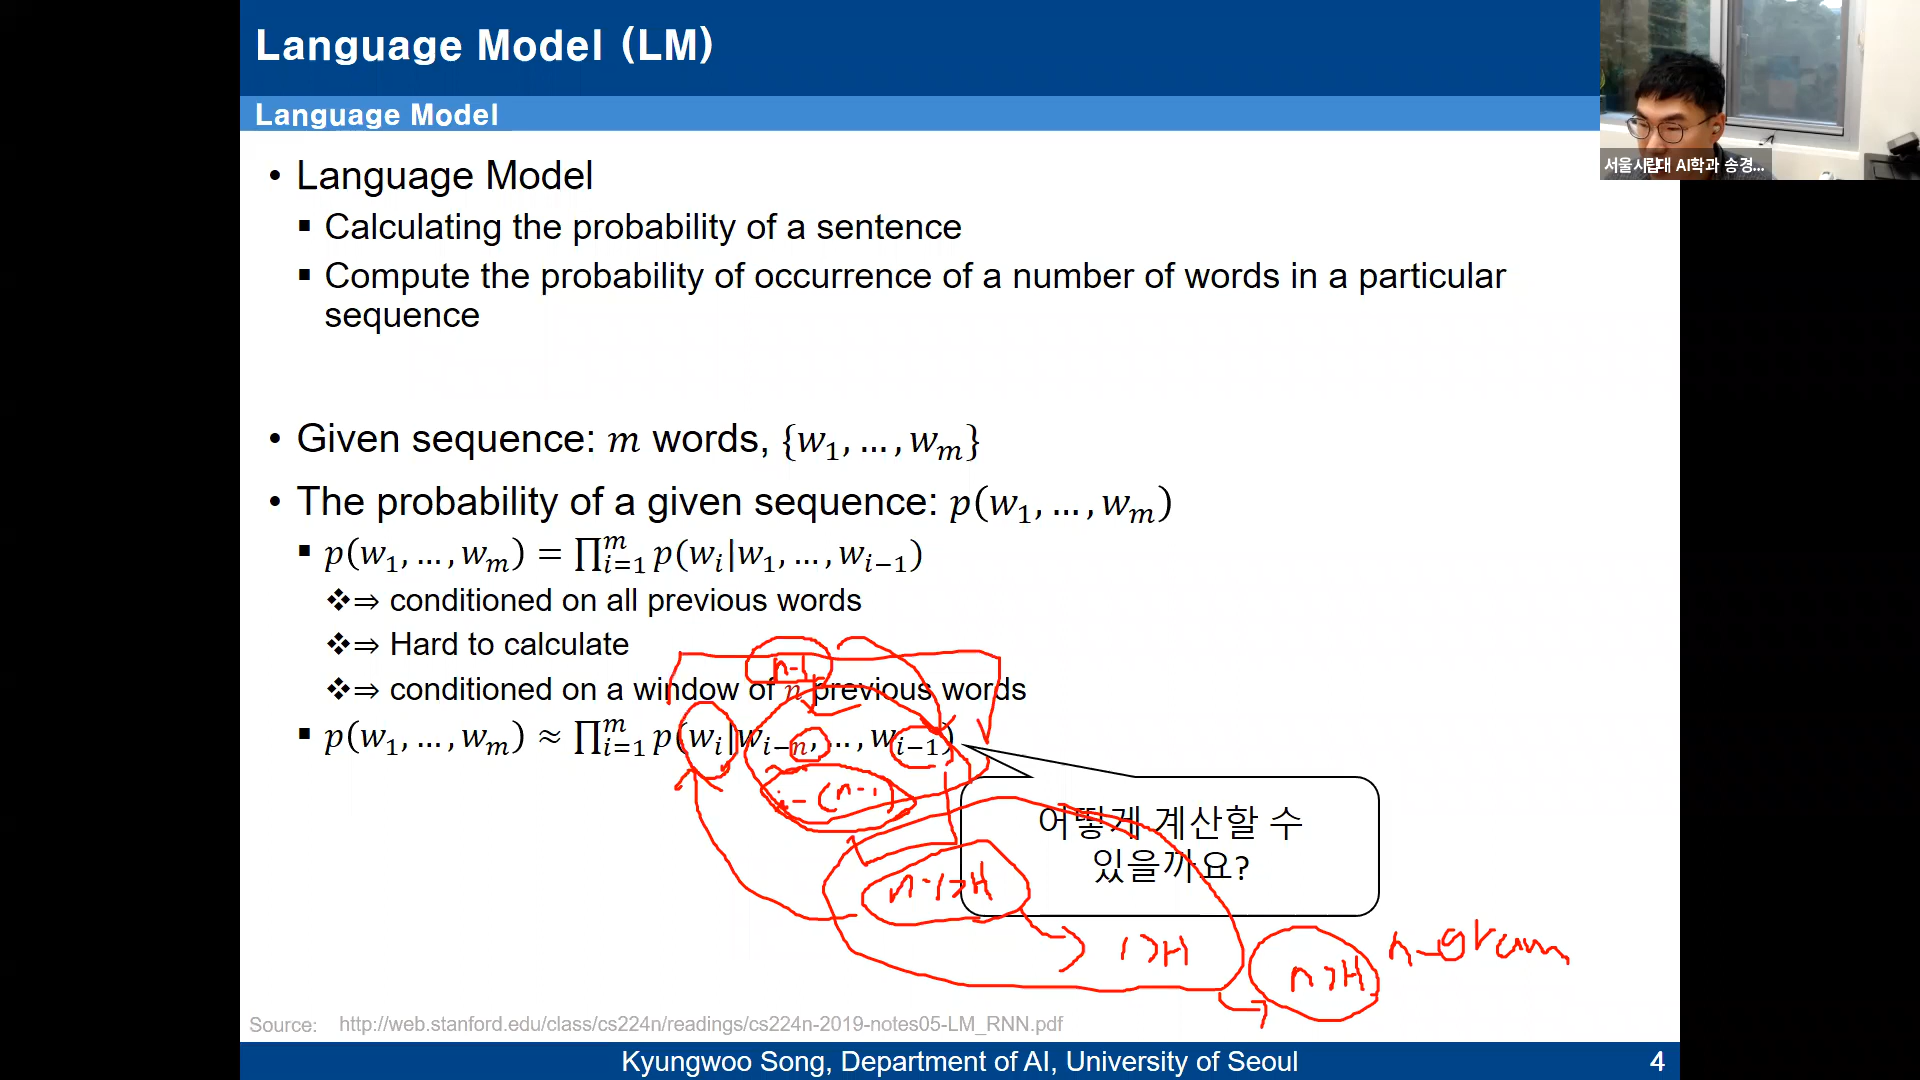 Language Model (LM)
Language Model
서울시립대 AI학과 송경...
• Language Model
▪ Calculating the probability of a sentence
▪ Compute the probability of occurrence of a number of words in a particular
sequence
• Given sequence: m words, {w₁, … , wₘ}
• The probability of a given sequence: p(w₁, … , wₘ)
▪ p(w₁, … , wₘ) = ∏ᵢ₌₁ᵐ p(wᵢ|w₁, … , wᵢ₋₁)
❖⇒ conditioned on all previous words
❖⇒ Hard to calculate
n-1
❖⇒ conditioned on a window of n previous words
▪ p(w₁, … , wₘ) ≈ ∏ᵢ₌₁ᵐ p(wᵢ|wᵢ₋ₙ, … , wᵢ₋₁)
i-(n-1)
어떻게 계산할 수
있을까요?
n-1개
1개
n개
n-gram
Source: http://web.stanford.edu/class/cs224n/readings/cs224n-2019-notes05-LM_RNN.pdf
Kyungwoo Song, Department of AI, University of Seoul
4